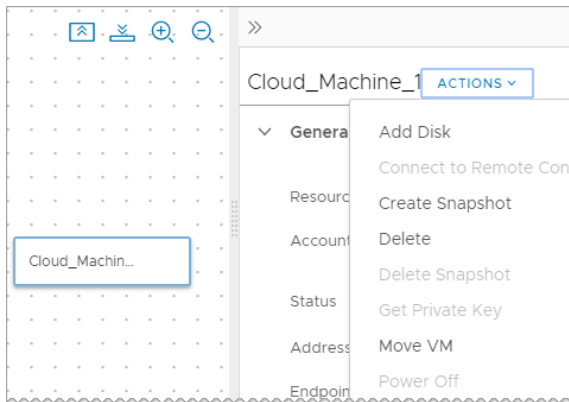 Cloud_Machine_1 ACTIONS
Genera
Add Disk
Connect to Remote Con
Resourc
Create Snapshot
Account
Delete
Cloud_Machin...
Delete Snapshot
Status
Get Private Key
Address
Move VM
Endpoin
Power Off